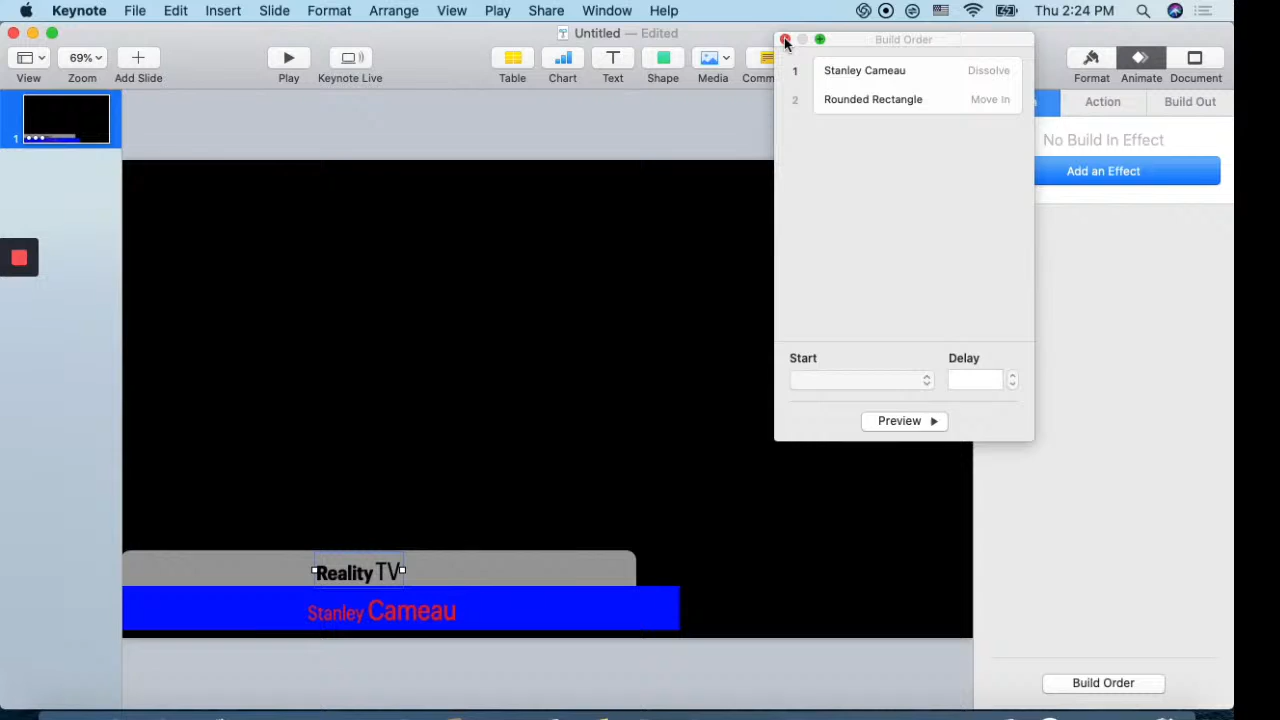 Keynote File Edit Insert Slide Format Arrange View Play Share Window Help Thu 2:24 PM
Untitled — Edited
Build Order
69%
View Zoom Add Slide Play Keynote Live Table Chart Text Shape Media Comm Format Animate Document
1 Stanley Cameau Dissolve
2 Rounded Rectangle Move In
Action Build Out
No Build In Effect
Add an Effect
1
Start Delay
Preview
Reality TV
Stanley Cameau
Build Order